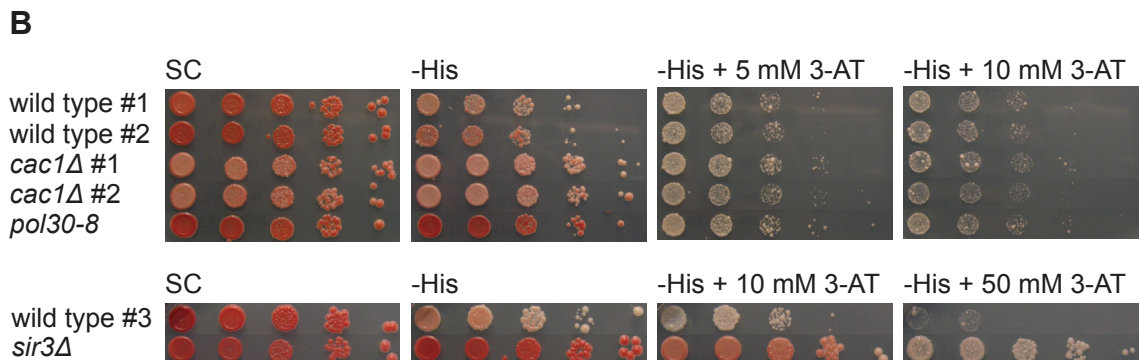 B
SC -His -His + 5 mM 3-AT -His + 10 mM 3-AT
wild type #1
wild type #2
cac1Δ #1
cac1Δ #2
pol30-8
SC -His -His + 10 mM 3-AT -His + 50 mM 3-AT
wild type #3
sir3Δ